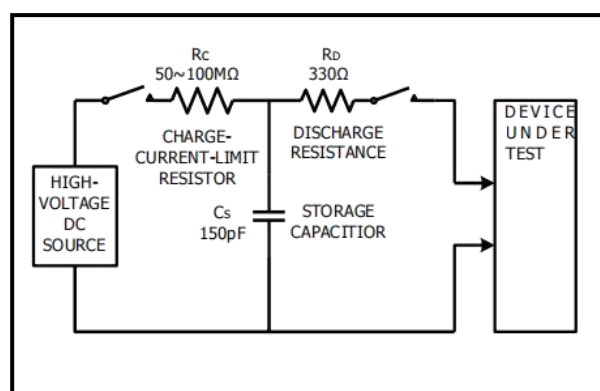 RC
50~100MΩ
RD
330Ω
CHARGE-
CURRENT-LIMIT
RESISTOR
DISCHARGE
RESISTANCE
DEVICE
UNDER
TEST
HIGH-
VOLTAGE
DC
SOURCE
CS
150pF
STORAGE
CAPACITIOR